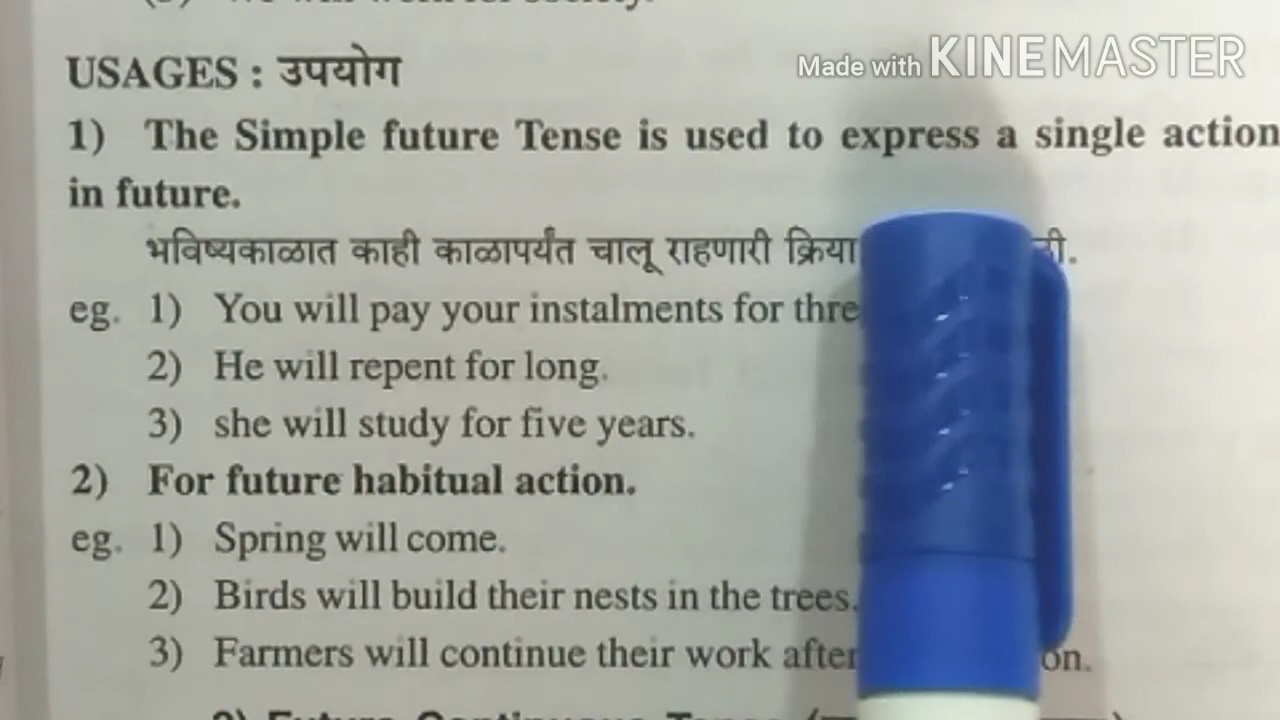 Made with KINEMASTER
USAGES : उपयोग
1) The Simple future Tense is used to express a single action
in future.
भविष्यकाळात काही काळापर्यंत चालू राहणारी क्रिया
eg. 1) You will pay your instalments for
2) He will repent for long.
3) she will study for five years.
2) For future habitual action.
eg. 1) Spring will come.
2) Birds will build their nests in the trees.
3) Farmers will continue their work after